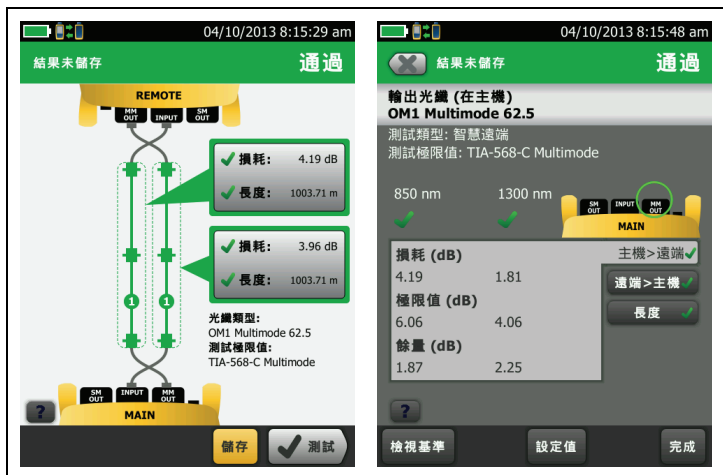 04/10/2013 8:15:29 am
結果未儲存
通過
REMOTE
MM OUT
INPUT
SM OUT
損耗: 4.19 dB
長度: 1003.71 m
損耗: 3.96 dB
長度: 1003.71 m
1 1
光纖類型:
OM1 Multimode 62.5
測試極限值:
TIA-568-C Multimode
SM OUT
INPUT
MM OUT
?
MAIN
儲存
測試
04/10/2013 8:15:48 am
結果未儲存
通過
輸出光纖 (在主機)
OM1 Multimode 62.5
測試類型: 智慧遠端
測試極限值: TIA-568-C Multimode
850 nm 1300 nm
SM OUT
INPUT
MM OUT
MAIN
損耗 (dB)
主機>遠端
4.19 1.81
遠端>主機
極限值 (dB)
長度
6.06 4.06
餘量 (dB)
1.87 2.25
?
檢視基準
設定值
完成